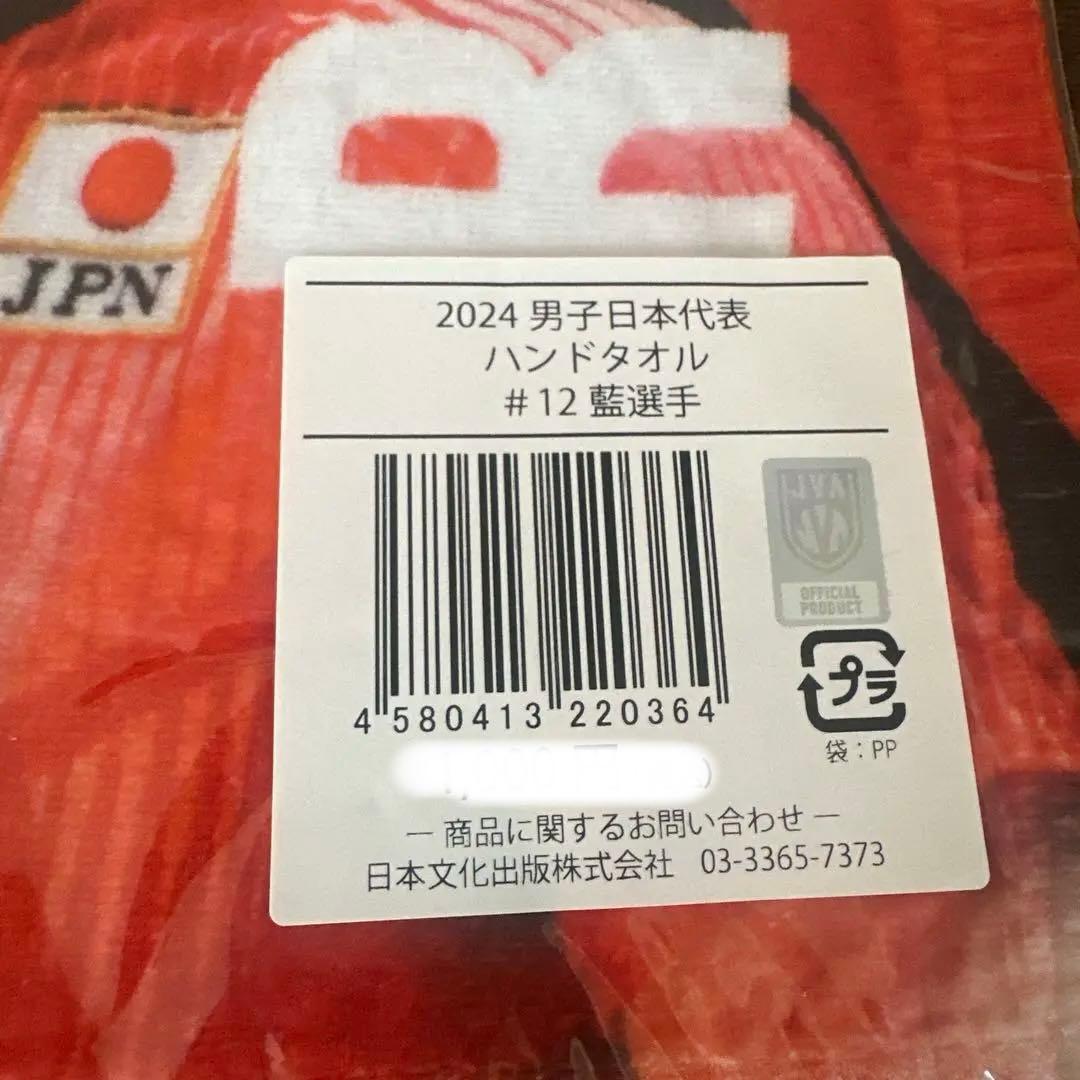 JPN
2024 男子日本代表
ハンドタオル
#12 藍選手
JVA
OFFICIAL
PRODUCT
プラ
袋：PP
4 580413 220364
— 商品に関するお問い合わせ —
日本文化出版株式会社 03-3365-7373